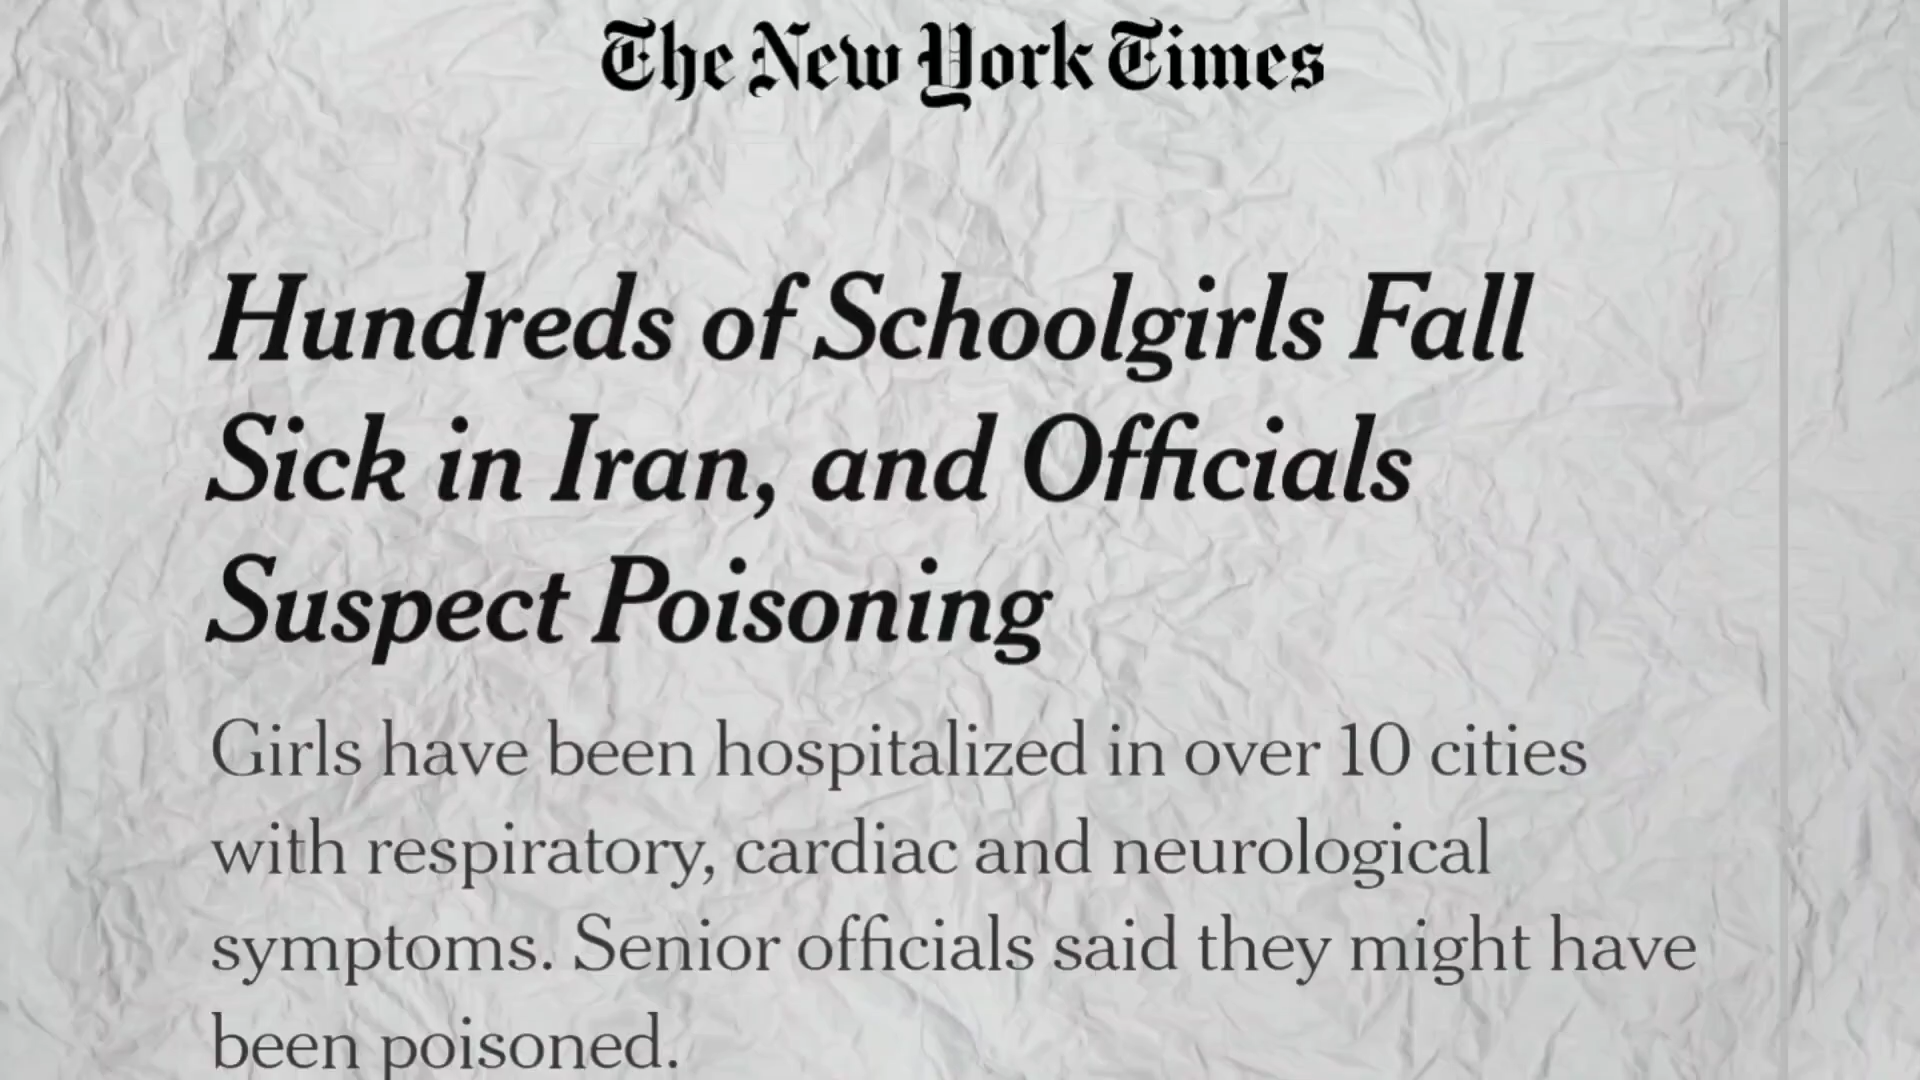 The New York Times
Hundreds of Schoolgirls Fall
Sick in Iran, and Officials
Suspect Poisoning
Girls have been hospitalized in over 10 cities
with respiratory, cardiac and neurological
symptoms. Senior officials said they might have
been poisoned.